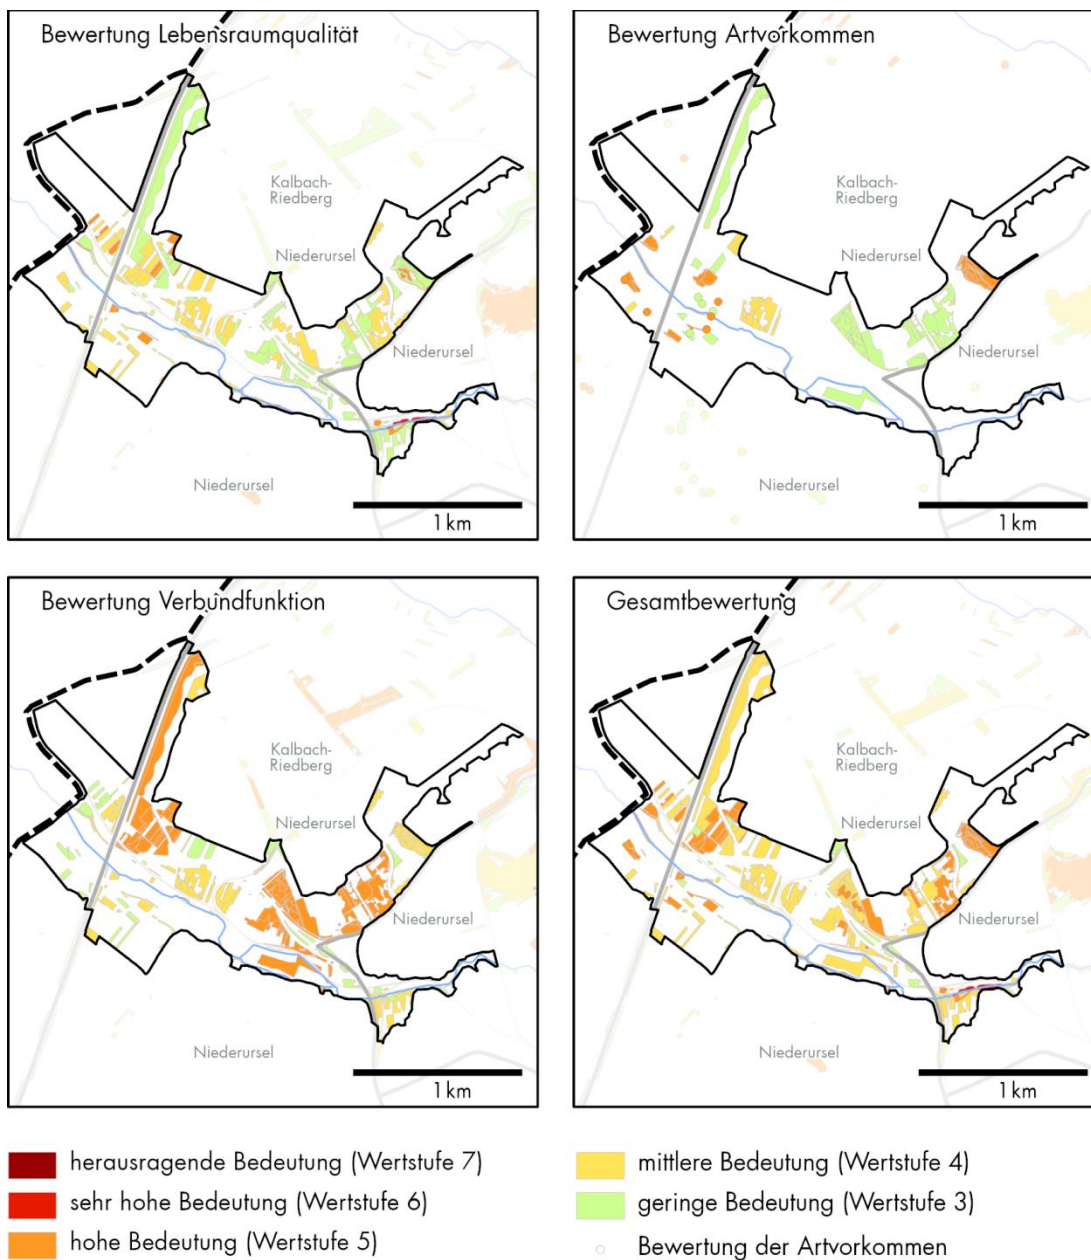 Bewertung Lebensraumqualität
Kalbach-
Riedberg
Niederursel
Niederursel
Niederursel
1 km
Bewertung Artvorkommen
Kalbach-
Riedberg
Niederursel
Niederursel
Niederursel
1 km
Bewertung Verbundfunktion
Kalbach-
Riedberg
Niederursel
Niederursel
Niederursel
1 km
Gesamtbewertung
Kalbach-
Riedberg
Niederursel
Niederursel
Niederursel
1 km
herausragende Bedeutung (Wertstufe 7)
sehr hohe Bedeutung (Wertstufe 6)
hohe Bedeutung (Wertstufe 5)
mittlere Bedeutung (Wertstufe 4)
geringe Bedeutung (Wertstufe 3)
Bewertung der Artvorkommen